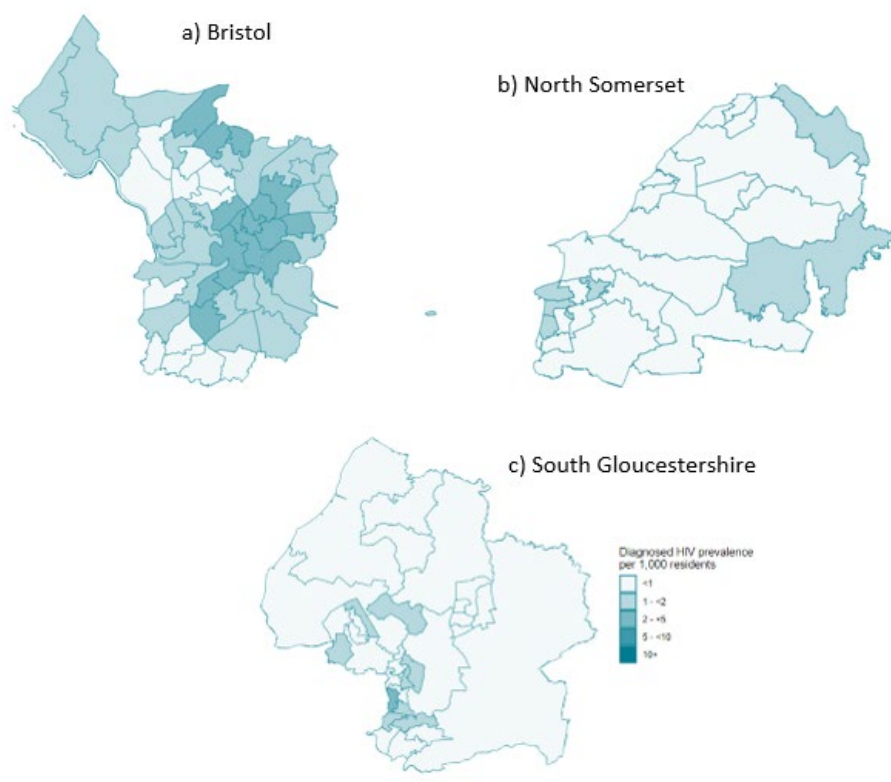 a) Bristol
b) North Somerset
c) South Gloucestershire
Diagnosed HIV prevalence
per 1,000 residents
<1
1 - <2
2 - <5
5 - <10
10+